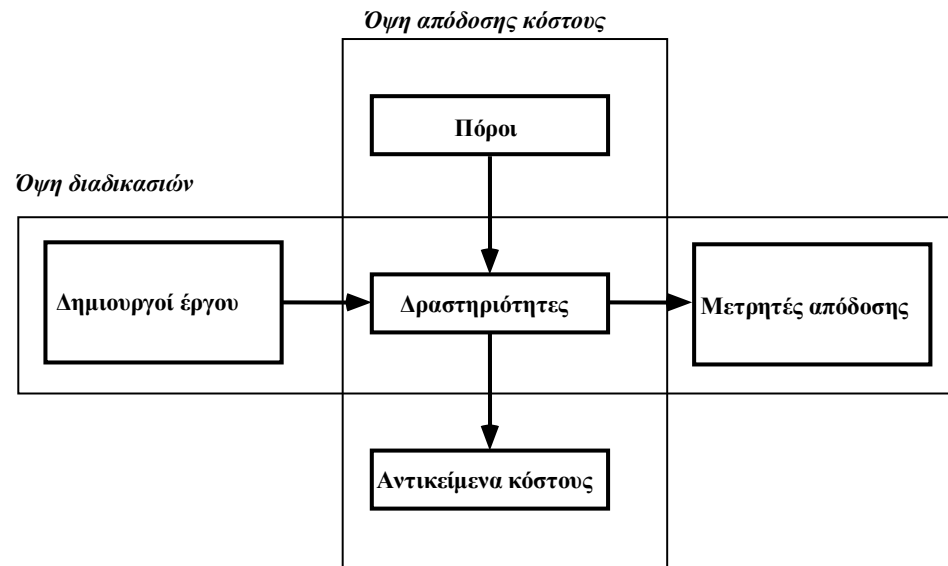 Όψη απόδοσης κόστους
Πόροι
Όψη διαδικασιών
Δημιουργοί έργου
Δραστηριότητες
Μετρητές απόδοσης
Αντικείμενα κόστους